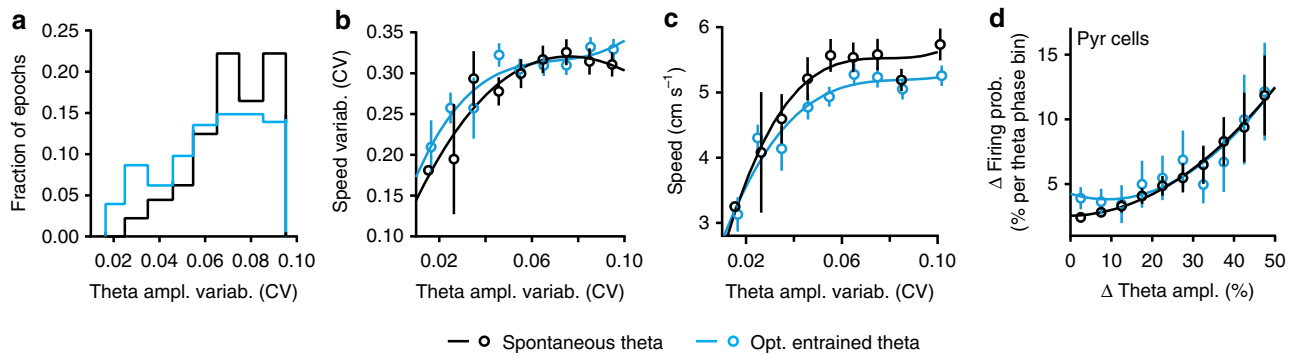 a
0.25
0.20
0.15
0.10
0.05
0.00
Fraction of epochs
0.02 0.04 0.06 0.08 0.10
Theta ampl. variab. (CV)
b
0.35
0.30
0.25
0.20
0.15
0.10
Speed variab. (CV)
0.02 0.06 0.10
Theta ampl. variab. (CV)
c
6
5
4
3
Speed (cm s⁻¹)
0.02 0.06 0.10
Theta ampl. variab. (CV)
d
Pyr cells
15
10
5
Δ Firing prob.
(% per theta phase bin)
0 10 20 30 40 50
Δ Theta ampl. (%)
Spontaneous theta
Opt. entrained theta